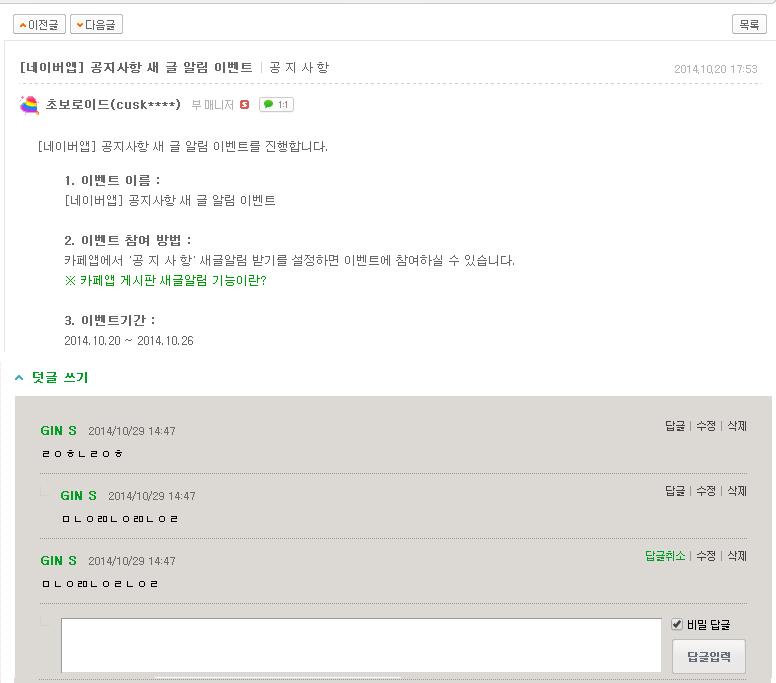 이전글 다음글 목록
[네이버앱] 공지사항 새 글 알림 이벤트 | 공 지 사 항 2014.10.20 17:53
초보로이드(cusk****) 부매니저 S 1:1
[네이버앱] 공지사항 새 글 알림 이벤트를 진행합니다.
1. 이벤트 이름 :
[네이버앱] 공지사항 새 글 알림 이벤트
2. 이벤트 참여 방법 :
카페앱에서 '공 지 사 항' 새글알림 받기를 설정하면 이벤트에 참여하실 수 있습니다.
※ 카페앱 게시판 새글알림 기능이란?
3. 이벤트기간 :
2014.10.20 ~ 2014.10.26
덧글 쓰기
GIN S 2014/10/29 14:47 답글 | 수정 | 삭제
ㄹㅇㅎㄴㄹㅇㅎ
GIN S 2014/10/29 14:47 답글 | 수정 | 삭제
ㅁㄴㅇㄻㄴㅇㄻㄴㅇㄹ
GIN S 2014/10/29 14:47 답글취소 | 수정 | 삭제
ㅁㄴㅇㄻㄴㅇㄹㄴㅇㄹ
비밀 답글
답글입력